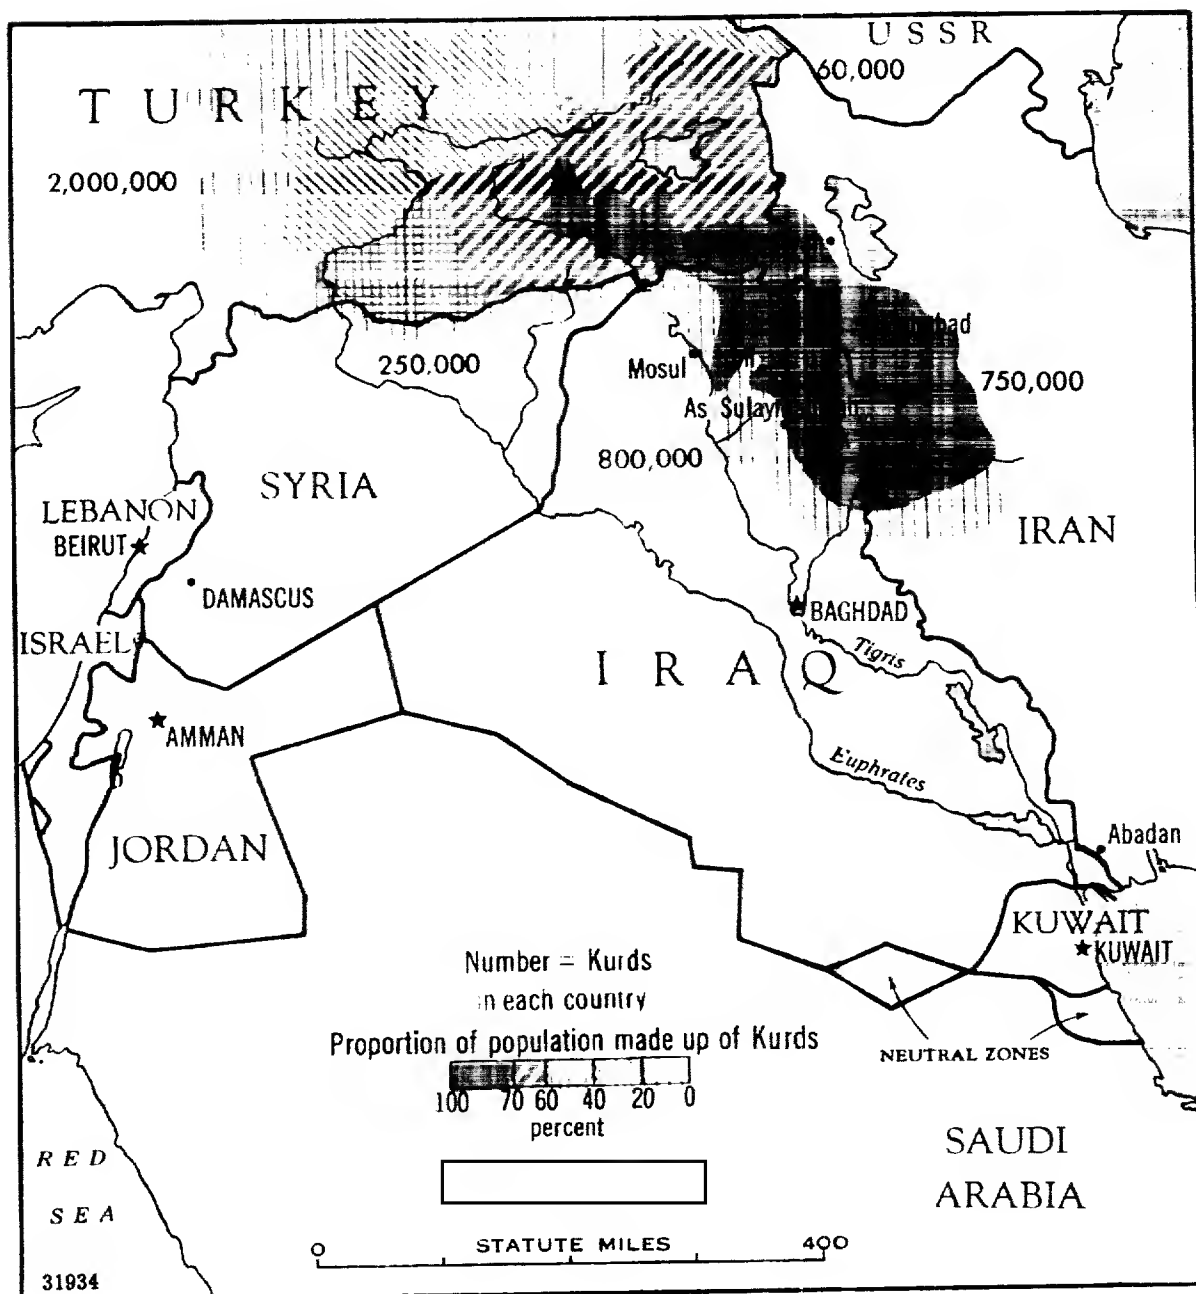 USSR
60,000
TURKEY
2,000,000
250,000
Mosul
750,000
800,000
SYRIA
LEBANON
BEIRUT
IRAN
DAMASCUS
BAGHDAD
ISRAEL
Tigris
IRAQ
AMMAN
Euphrates
JORDAN
Abadan
KUWAIT
KUWAIT
Number = Kurds
in each country
Proportion of population made up of Kurds
100 70 60 40 20 0
percent
NEUTRAL ZONES
SAUDI
ARABIA
RED
SEA
0 STATUTE MILES 400
31934